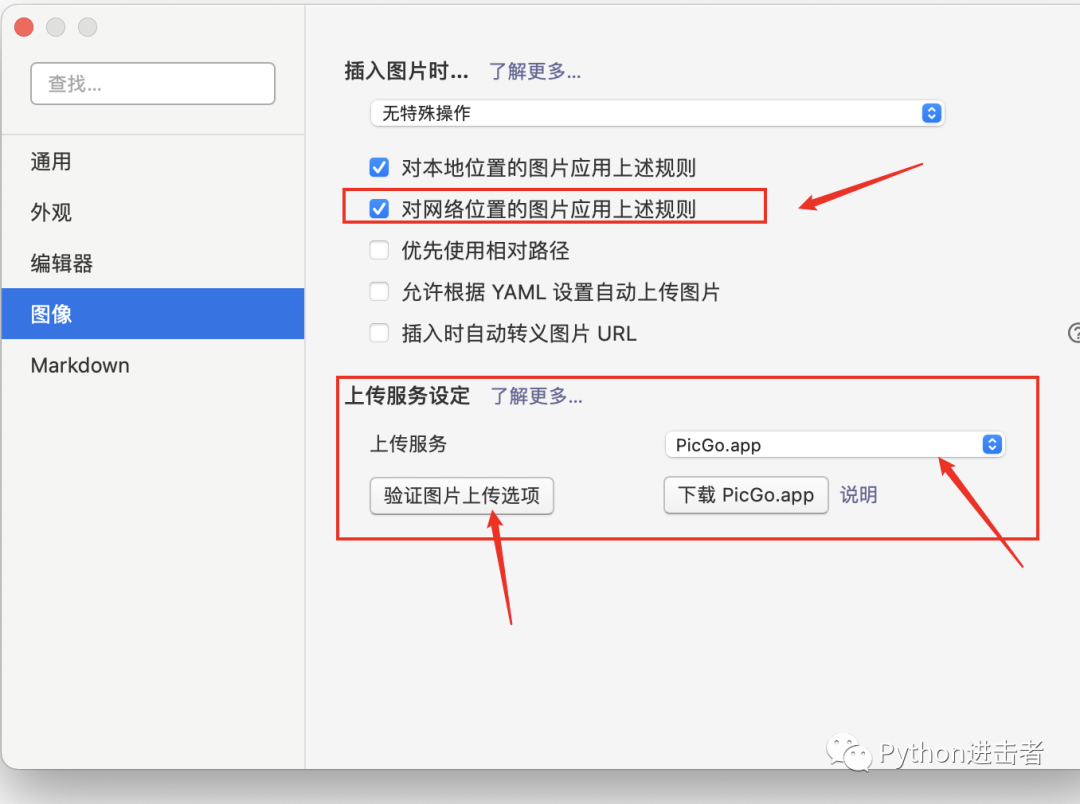 查找...
通用
外观
编辑器
图像
Markdown
插入图片时... 了解更多...
无特殊操作
对本地位置的图片应用上述规则
对网络位置的图片应用上述规则
优先使用相对路径
允许根据 YAML 设置自动上传图片
插入时自动转义图片 URL
?
上传服务设定 了解更多...
上传服务 PicGo.app
验证图片上传选项 下载 PicGo.app 说明
Python进击者